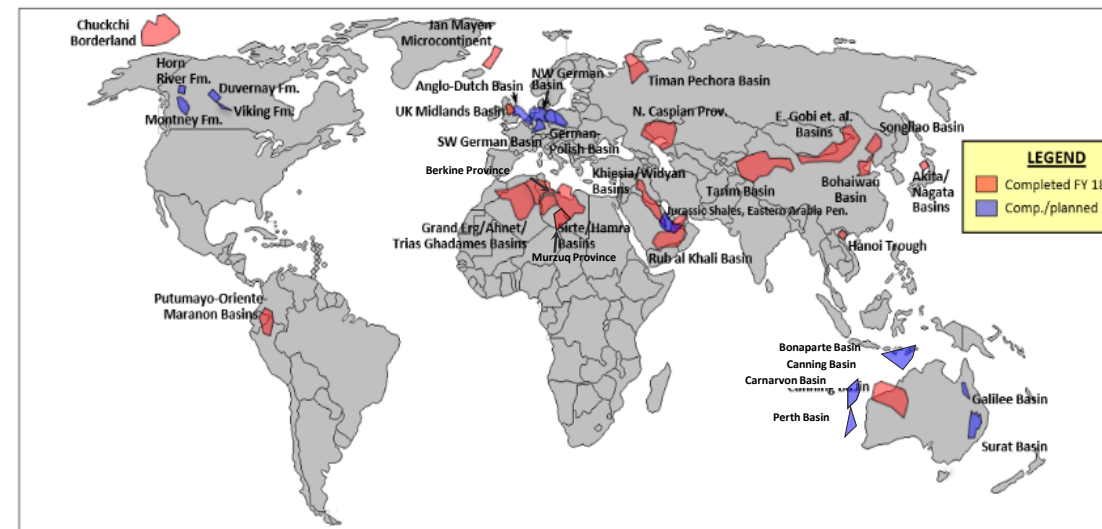 Chuckchi
Borderland
Jan Mayen
Microcontinent
Horn
River Fm.
Duvernay Fm.
Viking Fm.
Montney Fm.
Anglo-Dutch Basin
NW German
Basin
UK Midlands Basin
SW German Basin
German-
Polish Basin
Timan Pechora Basin
N. Caspian Prov.
E. Gobi et. al.
Basins
Songliao Basin
LEGEND
Completed FY 18
Comp./planned
Berkine Province
Khiesia/Widyan
Basins
Tarim Basin
Bohaiwan
Basin
Akita/
Nagata
Basins
Jurassic Shales, Eastern Arabia Pen.
Grand Erg/Ahnet/
Trias Ghadames Basins
Sirte/Hamra
Basins
Murzuq Province
Rub al Khali Basin
Hanoi Trough
Putumayo-Oriente-
Maranon Basins
Bonaparte Basin
Canning Basin
Carnarvon Basin
Canning Basin
Perth Basin
Galilee Basin
Surat Basin